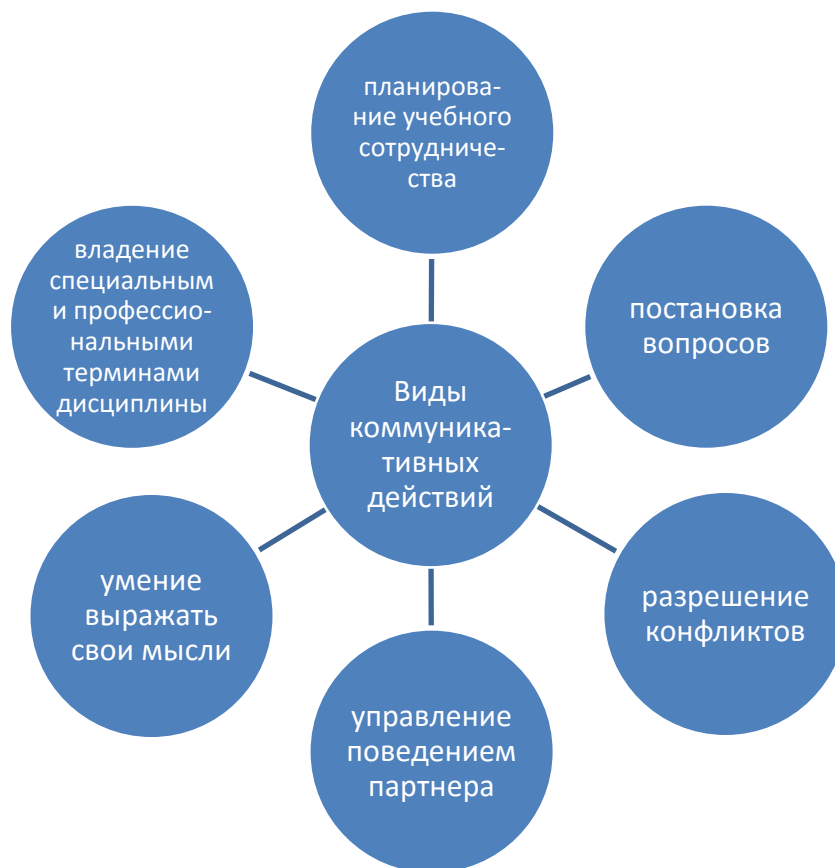 планирова-
ние учебного
сотрудниче-
ства
постановка
вопросов
разрешение
конфликтов
управление
поведением
партнера
умение
выражать
свои мысли
владение
специальным
и профессио-
нальными
терминами
дисциплины
Виды
коммуника-
тивных
действий